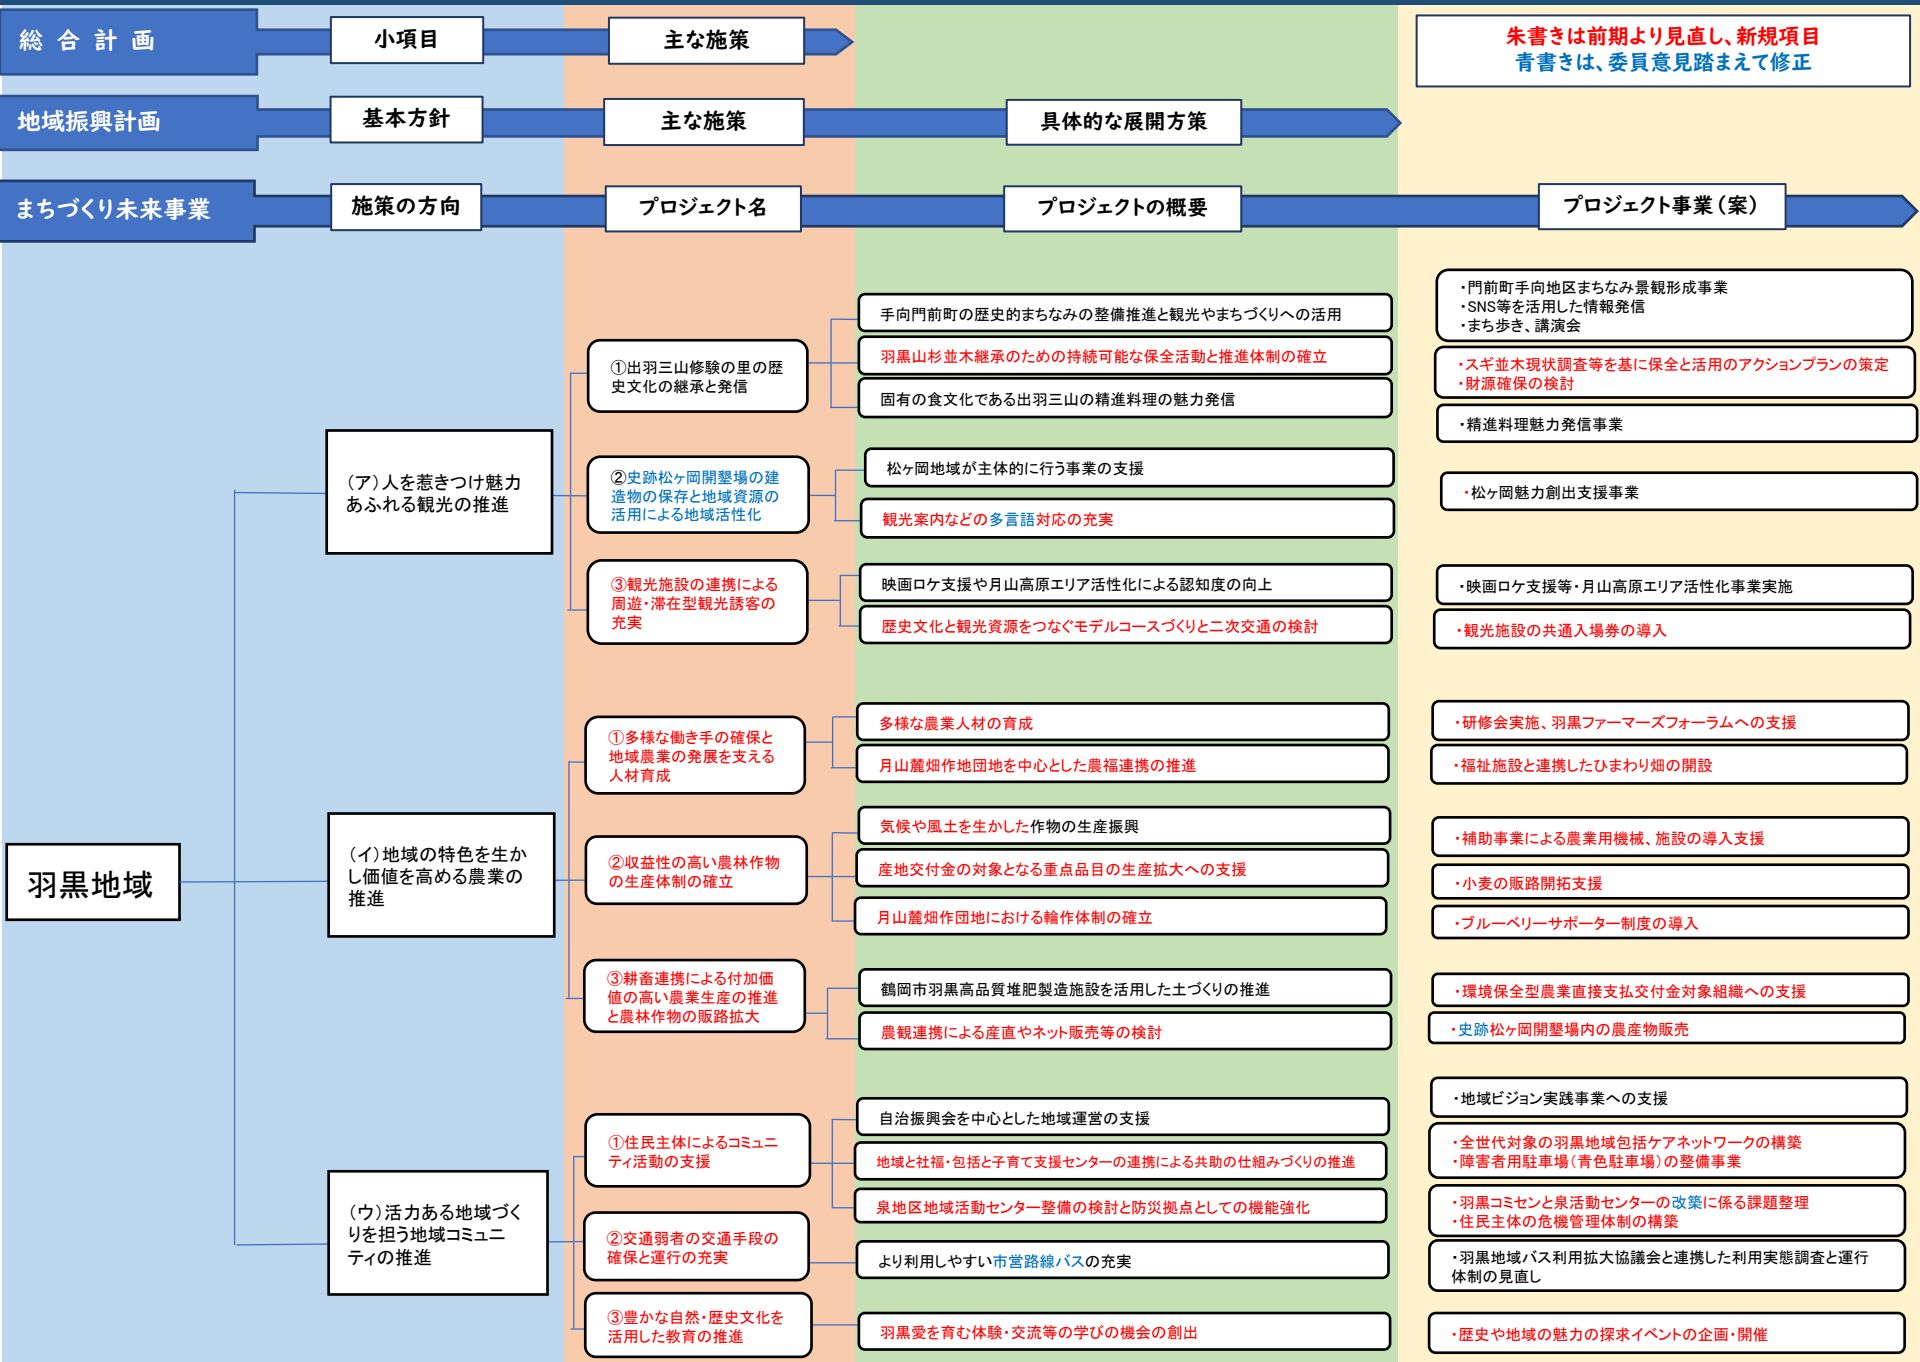 総合計画
小項目
主な施策
朱書きは前期より見直し、新規項目
青書きは、委員意見踏まえて修正
地域振興計画
基本方針
主な施策
具体的な展開方策
まちづくり未来事業
施策の方向
プロジェクト名
プロジェクトの概要
プロジェクト事業(案)
羽黒地域
(ア)人を惹きつけ魅力
あふれる観光の推進
①出羽三山修験の里の歴
史文化の継承と発信
手向門前町の歴史的まちなみの整備推進と観光やまちづくりへの活用
羽黒山杉並木継承のための持続可能な保全活動と推進体制の確立
固有の食文化である出羽三山の精進料理の魅力発信
・門前町手向地区まちなみ景観形成事業
・SNS等を活用した情報発信
・まち歩き、講演会
・スギ並木現状調査等を基に保全と活用のアクションプランの策定
・財源確保の検討
・精進料理魅力発信事業
②史跡松ヶ岡開墾場の建
造物の保存と地域資源の
活用による地域活性化
松ヶ岡地域が主体的に行う事業の支援
観光案内などの多言語対応の充実
・松ヶ岡魅力創出支援事業
③観光施設の連携による
周遊・滞在型観光誘客の
充実
映画ロケ支援や月山高原エリア活性化による認知度の向上
歴史文化と観光資源をつなぐモデルコースづくりと二次交通の検討
・映画ロケ支援等・月山高原エリア活性化事業実施
・観光施設の共通入場券の導入
(イ)地域の特色を生か
し価値を高める農業の
推進
①多様な働き手の確保と
地域農業の発展を支える
人材育成
多様な農業人材の育成
月山麓畑作地団地を中心とした農福連携の推進
・研修会実施、羽黒ファーマーズフォーラムへの支援
・福祉施設と連携したひまわり畑の開設
②収益性の高い農林作物
の生産体制の確立
気候や風土を生かした作物の生産振興
産地交付金の対象となる重点品目の生産拡大への支援
月山麓畑作団地における輪作体制の確立
・補助事業による農業用機械、施設の導入支援
・小麦の販路開拓支援
・ブルーベリーサポーター制度の導入
③耕畜連携による付加価
値の高い農業生産の推進
と農林作物の販路拡大
鶴岡市羽黒高品質堆肥製造施設を活用した土づくりの推進
農観連携による産直やネット販売等の検討
・環境保全型農業直接支払交付金対象組織への支援
・史跡松ヶ岡開墾場内の農産物販売
(ウ)活力ある地域づく
りを担う地域コミュニ
ティの推進
①住民主体によるコミュニ
ティ活動の支援
自治振興会を中心とした地域運営の支援
地域と社福・包括と子育て支援センターの連携による共助の仕組みづくりの推進
泉地区地域活動センター整備の検討と防災拠点としての機能強化
・地域ビジョン実践事業への支援
・全世代対象の羽黒地域包括ケアネットワークの構築
・障害者用駐車場(青色駐車場)の整備事業
・羽黒コミセンと泉活動センターの改築に係る課題整理
・住民主体の危機管理体制の構築
②交通弱者の交通手段の
確保と運行の充実
より利用しやすい市営路線バスの充実
・羽黒地域バス利用拡大協議会と連携した利用実態調査と運行
体制の見直し
③豊かな自然・歴史文化を
活用した教育の推進
羽黒愛を育む体験・交流等の学びの機会の創出
・歴史や地域の魅力の探求イベントの企画・開催